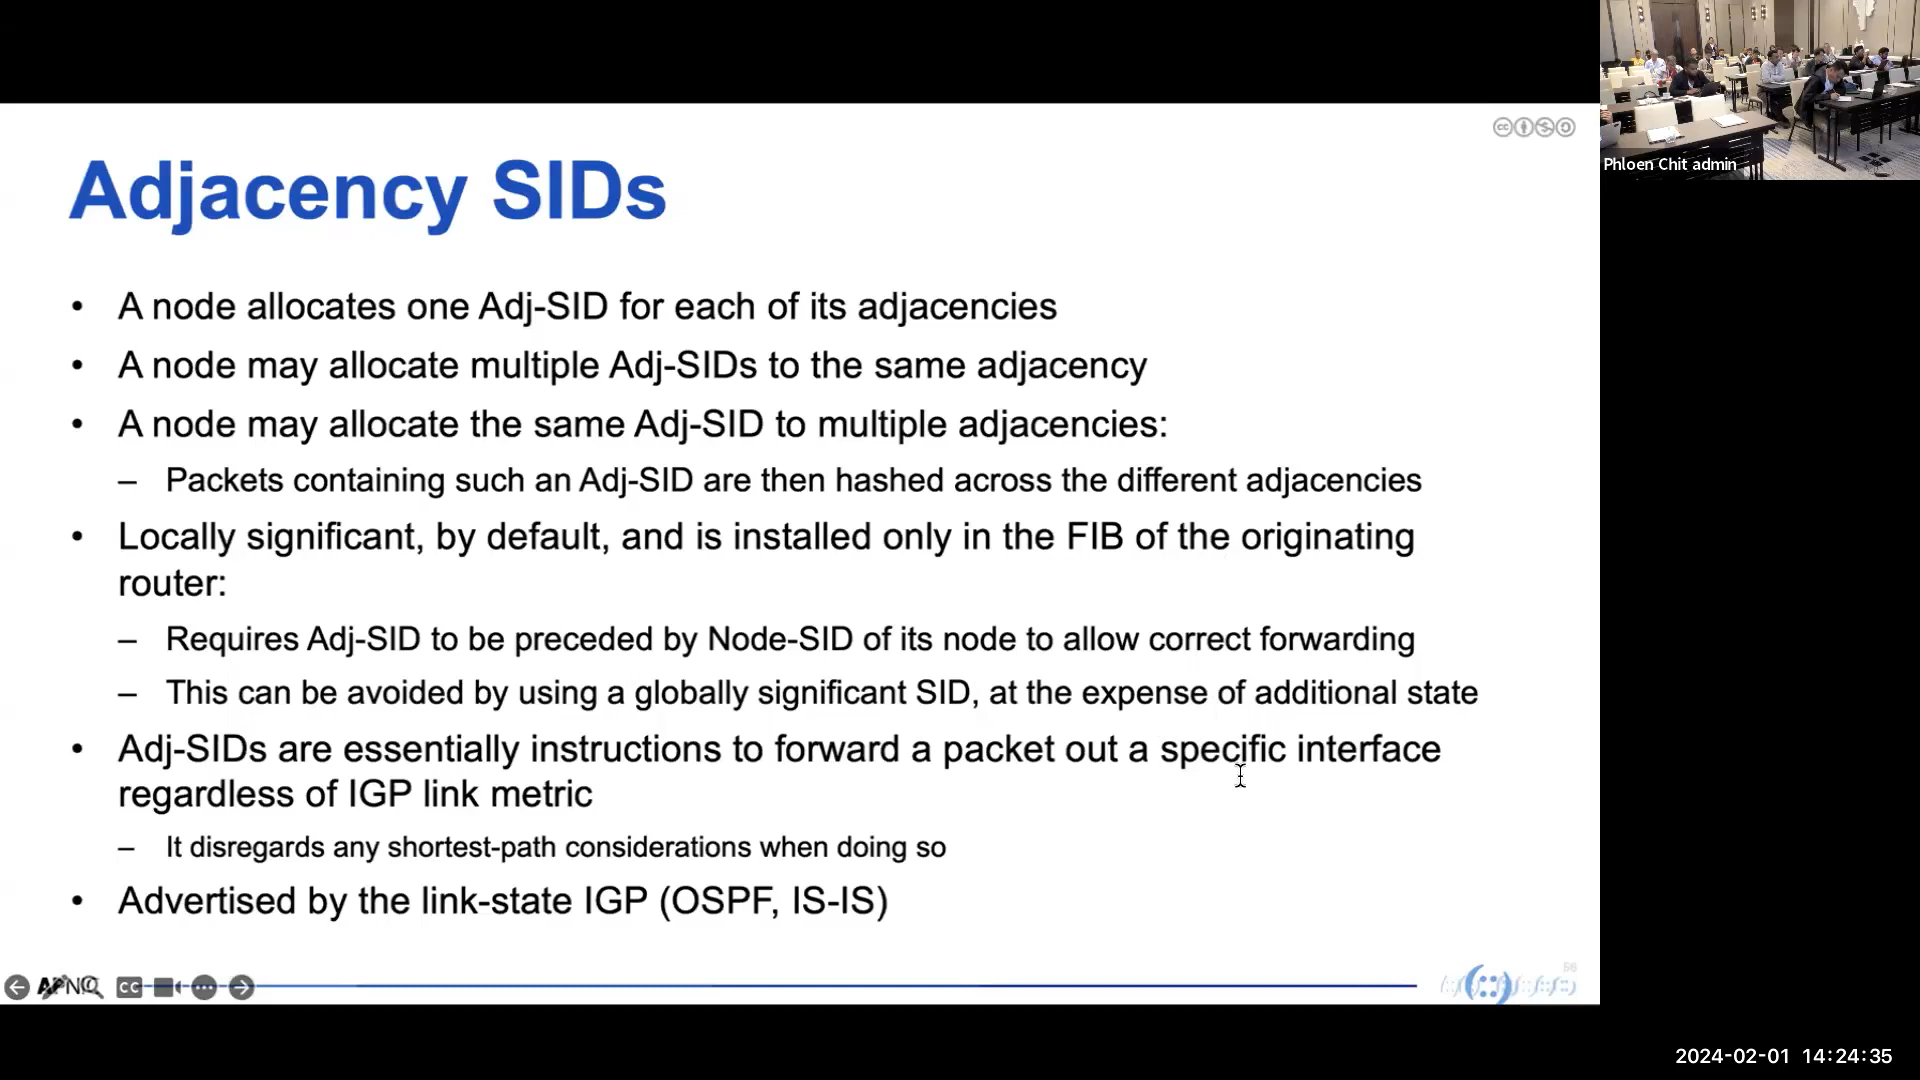 Phloen Chit admin
Adjacency SIDs
• A node allocates one Adj-SID for each of its adjacencies
• A node may allocate multiple Adj-SIDs to the same adjacency
• A node may allocate the same Adj-SID to multiple adjacencies:
– Packets containing such an Adj-SID are then hashed across the different adjacencies
• Locally significant, by default, and is installed only in the FIB of the originating
router:
– Requires Adj-SID to be preceded by Node-SID of its node to allow correct forwarding
– This can be avoided by using a globally significant SID, at the expense of additional state
• Adj-SIDs are essentially instructions to forward a packet out a specific interface
regardless of IGP link metric
– It disregards any shortest-path considerations when doing so
• Advertised by the link-state IGP (OSPF, IS-IS)
CC
2024-02-01 14:24:35